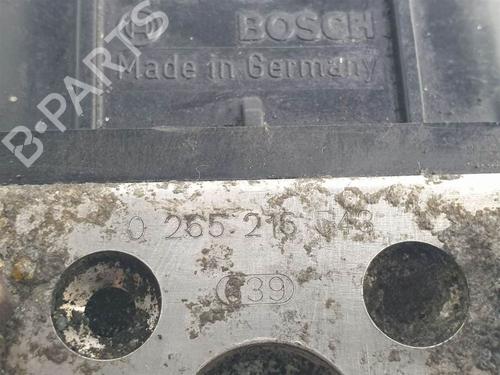 B-PARTS
BOSCH
Made in Germany
0 265 216
39